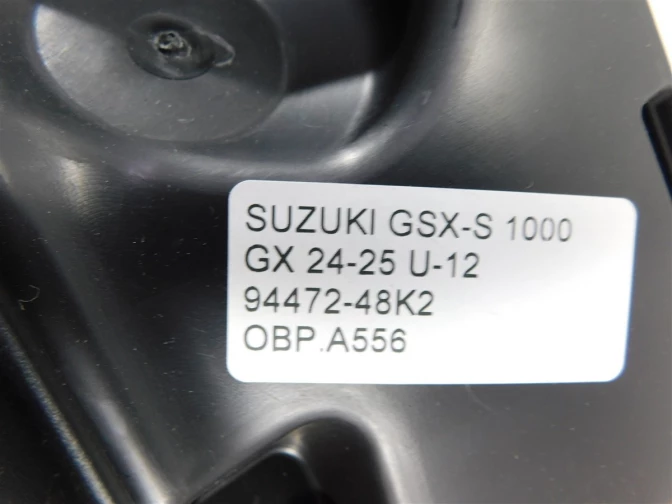 SUZUKI GSX-S 1000
GX 24-25 U-12
94472-48K2
OBP.A556